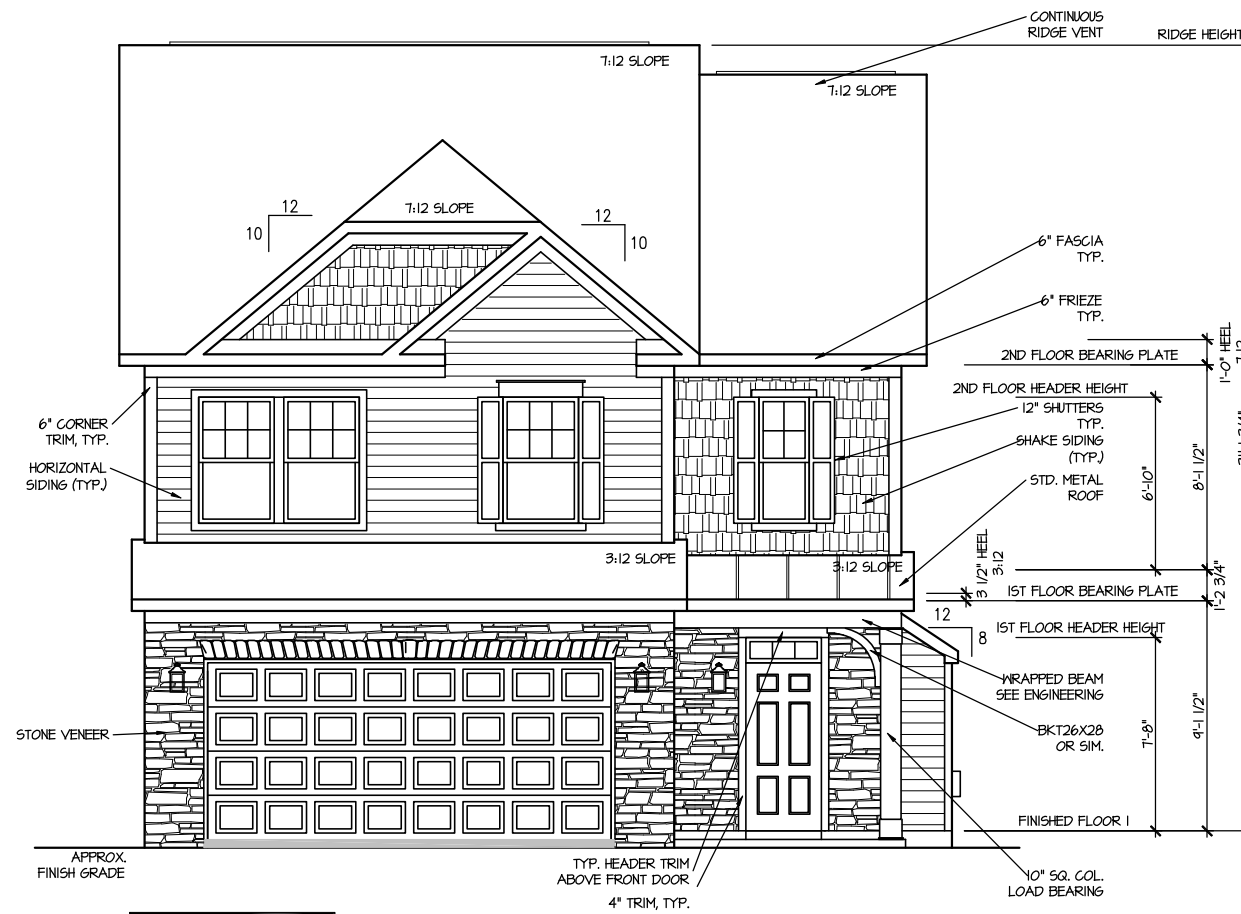 CONTINUOUS
RIDGE VENT
RIDGE HEIGHT
7:12 SLOPE
7:12 SLOPE
12
10
7:12 SLOPE
12
10
6" FASCIA
TYP.
6" FRIEZE
TYP.
2ND FLOOR BEARING PLATE
1'-0" HEEL
7:12
2ND FLOOR HEADER HEIGHT
12" SHUTTERS
TYP.
SHAKE SIDING
(TYP.)
STD. METAL
ROOF
6" CORNER
TRIM, TYP.
HORIZONTAL
SIDING (TYP.)
6'-10"
8'-1 1/2"
3:12 SLOPE
3:12 SLOPE
3 1/2" HEEL
3:12
1'-2 3/4"
1ST FLOOR BEARING PLATE
12
8
1ST FLOOR HEADER HEIGHT
WRAPPED BEAM
SEE ENGINEERING
BKT26X28
OR SIM.
7'-8"
9'-1 1/2"
STONE VENEER
FINISHED FLOOR 1
APPROX.
FINISH GRADE
TYP. HEADER TRIM
ABOVE FRONT DOOR
4" TRIM, TYP.
10" SQ. COL.
LOAD BEARING